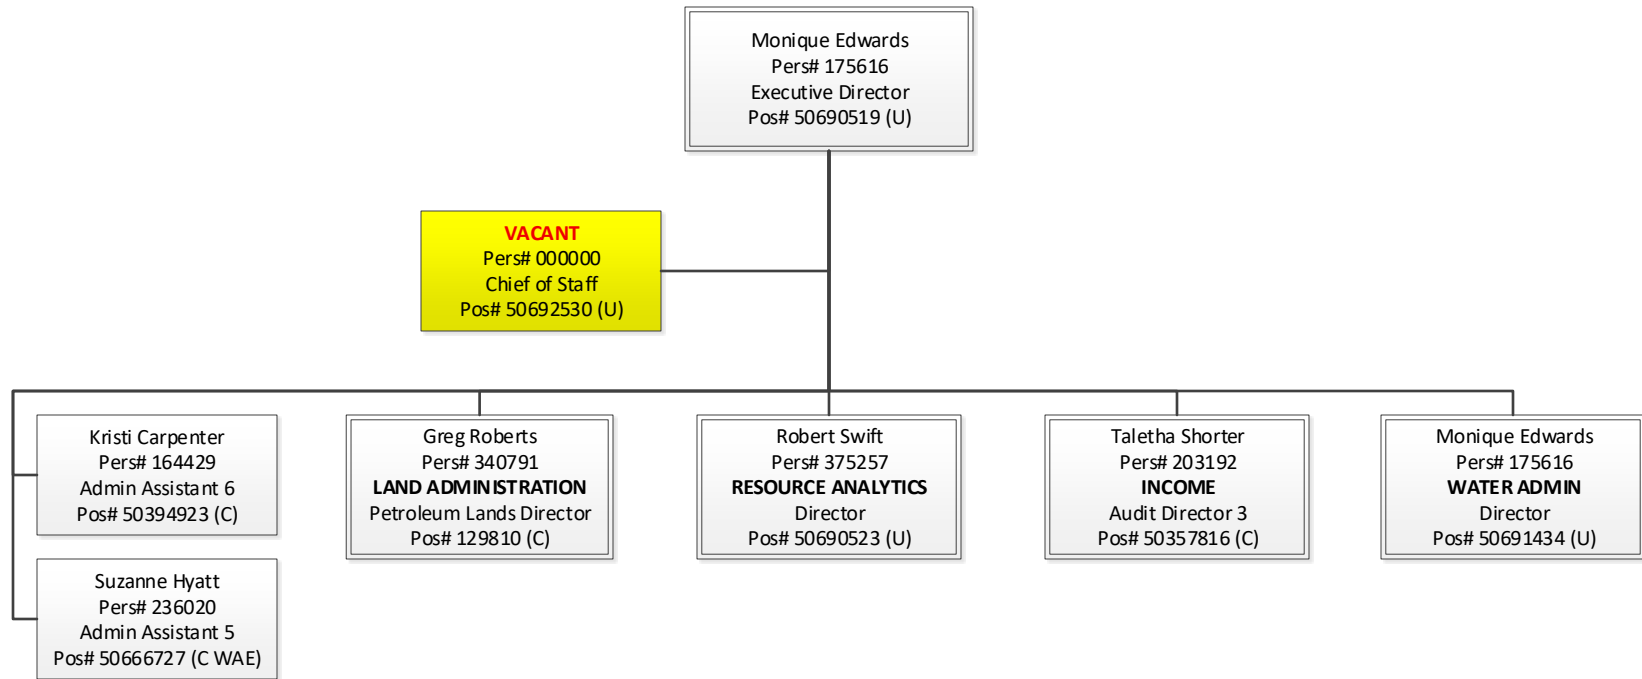 Monique Edwards
Pers# 175616
Executive Director
Pos# 50690519 (U)
VACANT
Pers# 000000
Chief of Staff
Pos# 50692530 (U)
Kristi Carpenter
Pers# 164429
Admin Assistant 6
Pos# 50394923 (C)
Greg Roberts
Pers# 340791
LAND ADMINISTRATION
Petroleum Lands Director
Pos# 129810 (C)
Robert Swift
Pers# 375257
RESOURCE ANALYTICS
Director
Pos# 50690523 (U)
Taletha Shorter
Pers# 203192
INCOME
Audit Director 3
Pos# 50357816 (C)
Monique Edwards
Pers# 175616
WATER ADMIN
Director
Pos# 50691434 (U)
Suzanne Hyatt
Pers# 236020
Admin Assistant 5
Pos# 50666727 (C WAE)